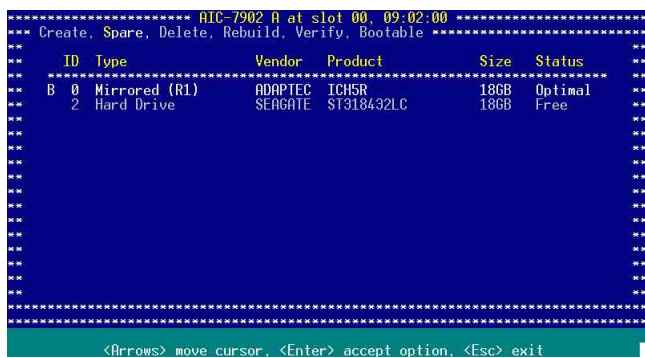 AIC-7902 A at slot 00, 09:02:00
Create, Spare, Delete, Rebuild, Verify, Bootable
ID Type Vendor Product Size Status
B 0 Mirrored (R1) ADAPTEC ICH5R 18GB Optimal
2 Hard Drive SEAGATE ST318432LC 18GB Free
<Arrows> move cursor, <Enter> accept option, <Esc> exit